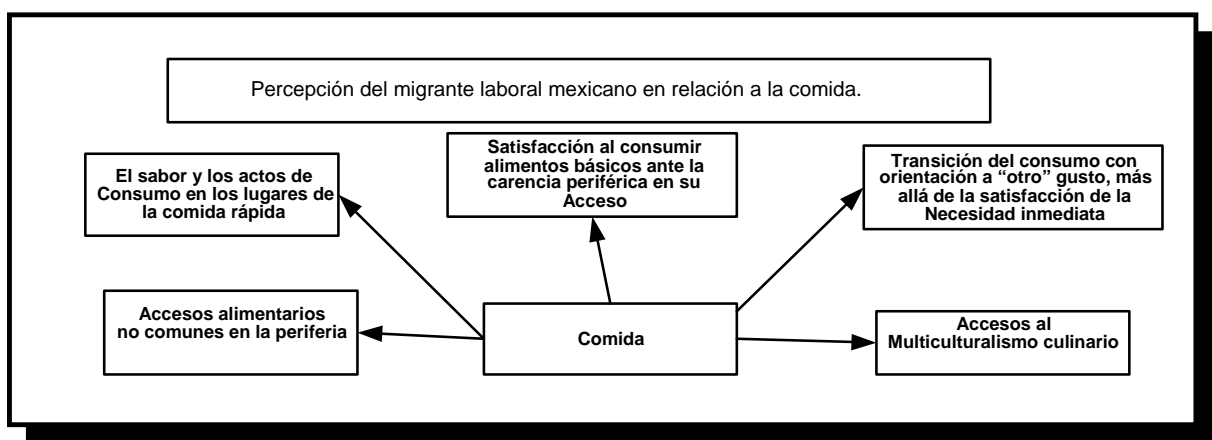 Percepción del migrante laboral mexicano en relación a la comida.
El sabor y los actos de
Consumo en los lugares de
la comida rápida
Satisfacción al consumir
alimentos básicos ante la
carencia periférica en su
Acceso
Transición del consumo con
orientación a “otro” gusto, más
allá de la satisfacción de la
Necesidad inmediata
Accesos alimentarios
no comunes en la periferia
Comida
Accesos al
Multiculturalismo culinario